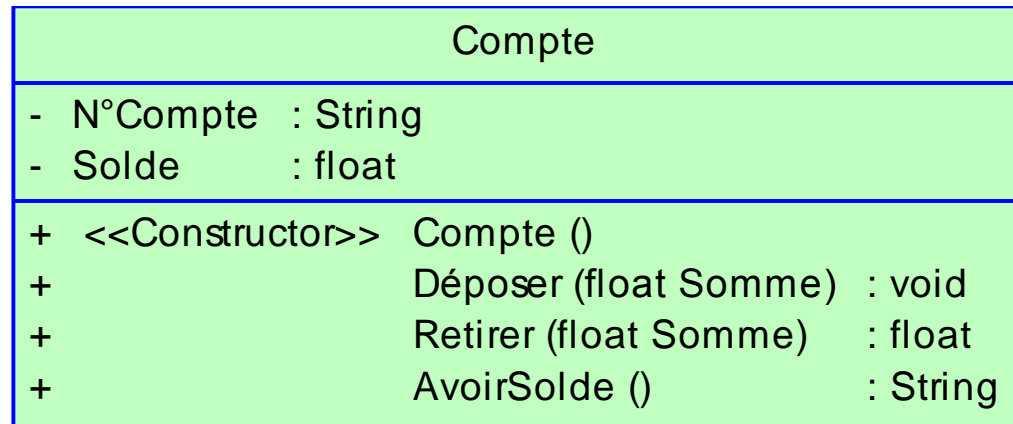 Compte
- N°Compte : String
- Solde : float
+ <<Constructor>> Compte ()
+ Déposer (float Somme) : void
+ Retirer (float Somme) : float
+ AvoirSolde () : String